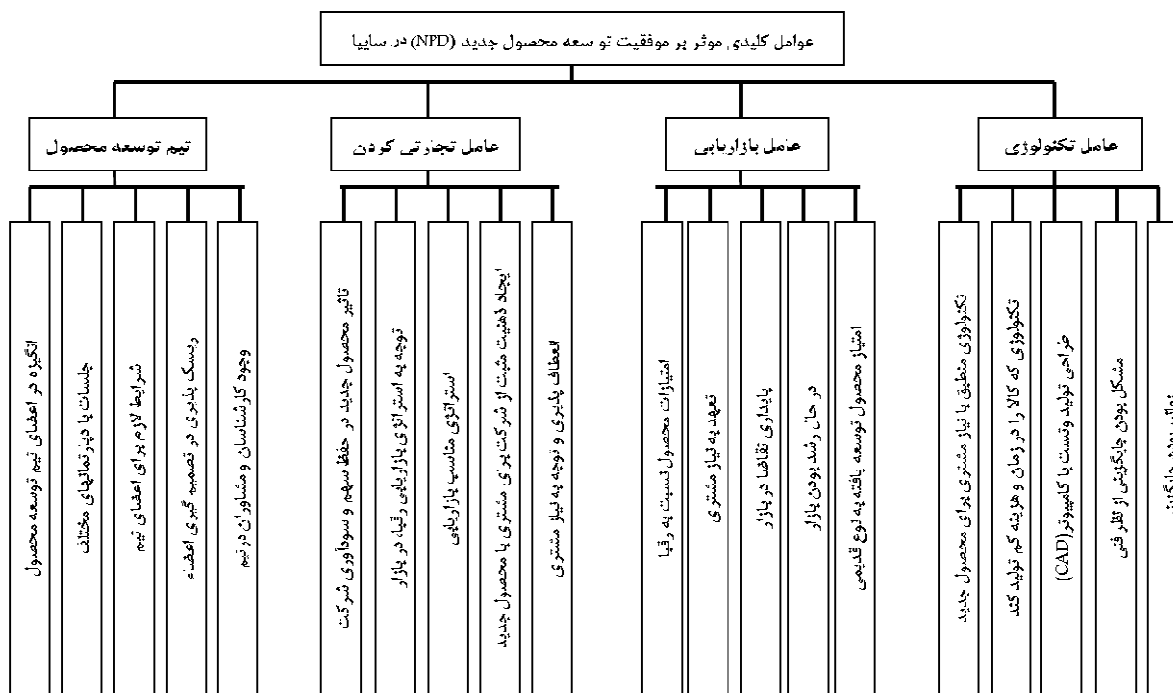 عوامل کلیدی موثر بر موفقیت توسعه محصول جدید (NPD) در سایپا
عامل تکنولوژی
عامل بازاریابی
عامل تجارتی کردن
تیم توسعه محصول
مشکل بودن جایگزینی از نظر فنی
طراحی تولید وتست با کامپیوتر(CAD)
تکنولوژی که کالا را در زمان و هزینه کم تولید کند
تکنولوژی منطبق با نیاز مشتری برای محصول جدید
امتیاز محصول توسعه یافته به نوع قدیمی
در حال رشد بودن بازار
پایداری تقاضا در بازار
تعهد به نیاز مشتری
امتیازات محصول نسبت به رقبا
انعطاف پذیری و توجه به نیاز مشتری
ایجاد ذهنیت مثبت از شرکت برای مشتری با محصول جدید
استراتژی مناسب بازاریابی
توجه به استراتژی بازاریابی رقباء در بازار
تاثیر محصول جدید در حفظ سهم و سودآوری شرکت
وجود کارشناسان و مشاوران در تیم
ریسک پذیری در تصمیم گیری اعضاء
شرایط لازم برای اعضای تیم
جلسات با دپارتمانهای مختلف
انگیزه در اعضای تیم توسعه محصول